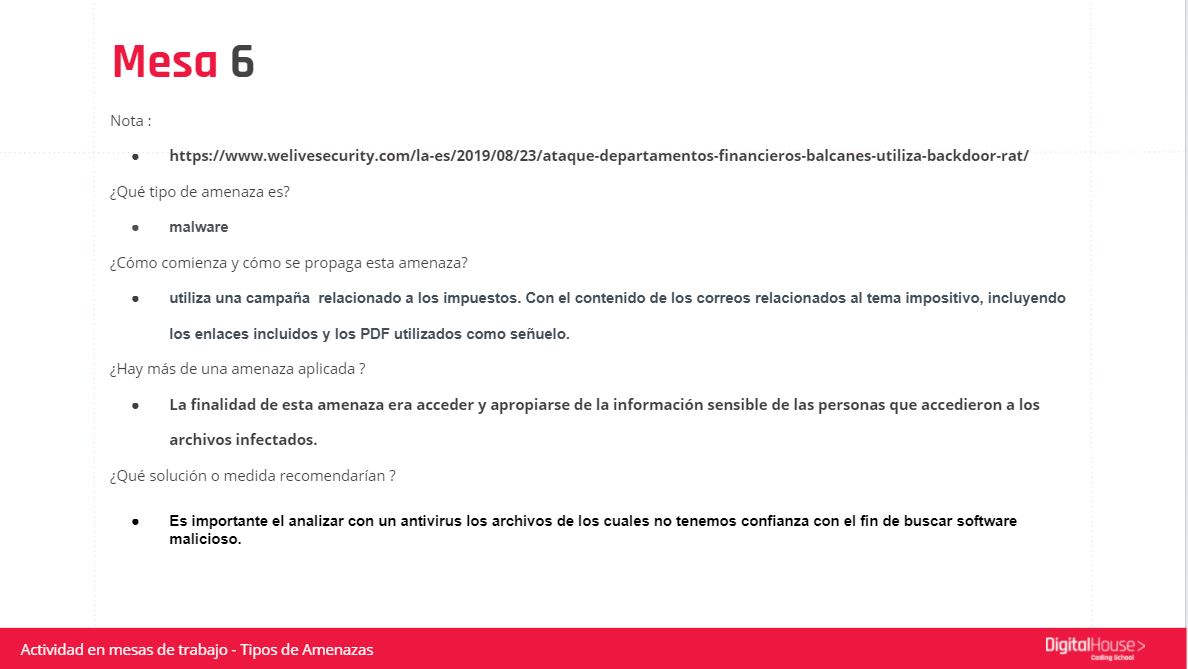 Mesa 6
Nota :
● https://www.welivesecurity.com/la-es/2019/08/23/ataque-departamentos-financieros-balcanes-utiliza-backdoor-rat/
¿Qué tipo de amenaza es?
● malware
¿Cómo comienza y cómo se propaga esta amenaza?
● utiliza una campaña  relacionado a los impuestos. Con el contenido de los correos relacionados al tema impositivo, incluyendo
los enlaces incluidos y los PDF utilizados como señuelo.
¿Hay más de una amenaza aplicada ?
● La finalidad de esta amenaza era acceder y apropiarse de la información sensible de las personas que accedieron a los
archivos infectados.
¿Qué solución o medida recomendarían ?
● Es importante el analizar con un antivirus los archivos de los cuales no tenemos confianza con el fin de buscar software
malicioso.
Actividad en mesas de trabajo - Tipos de Amenazas
DigitalHouse>
Coding School